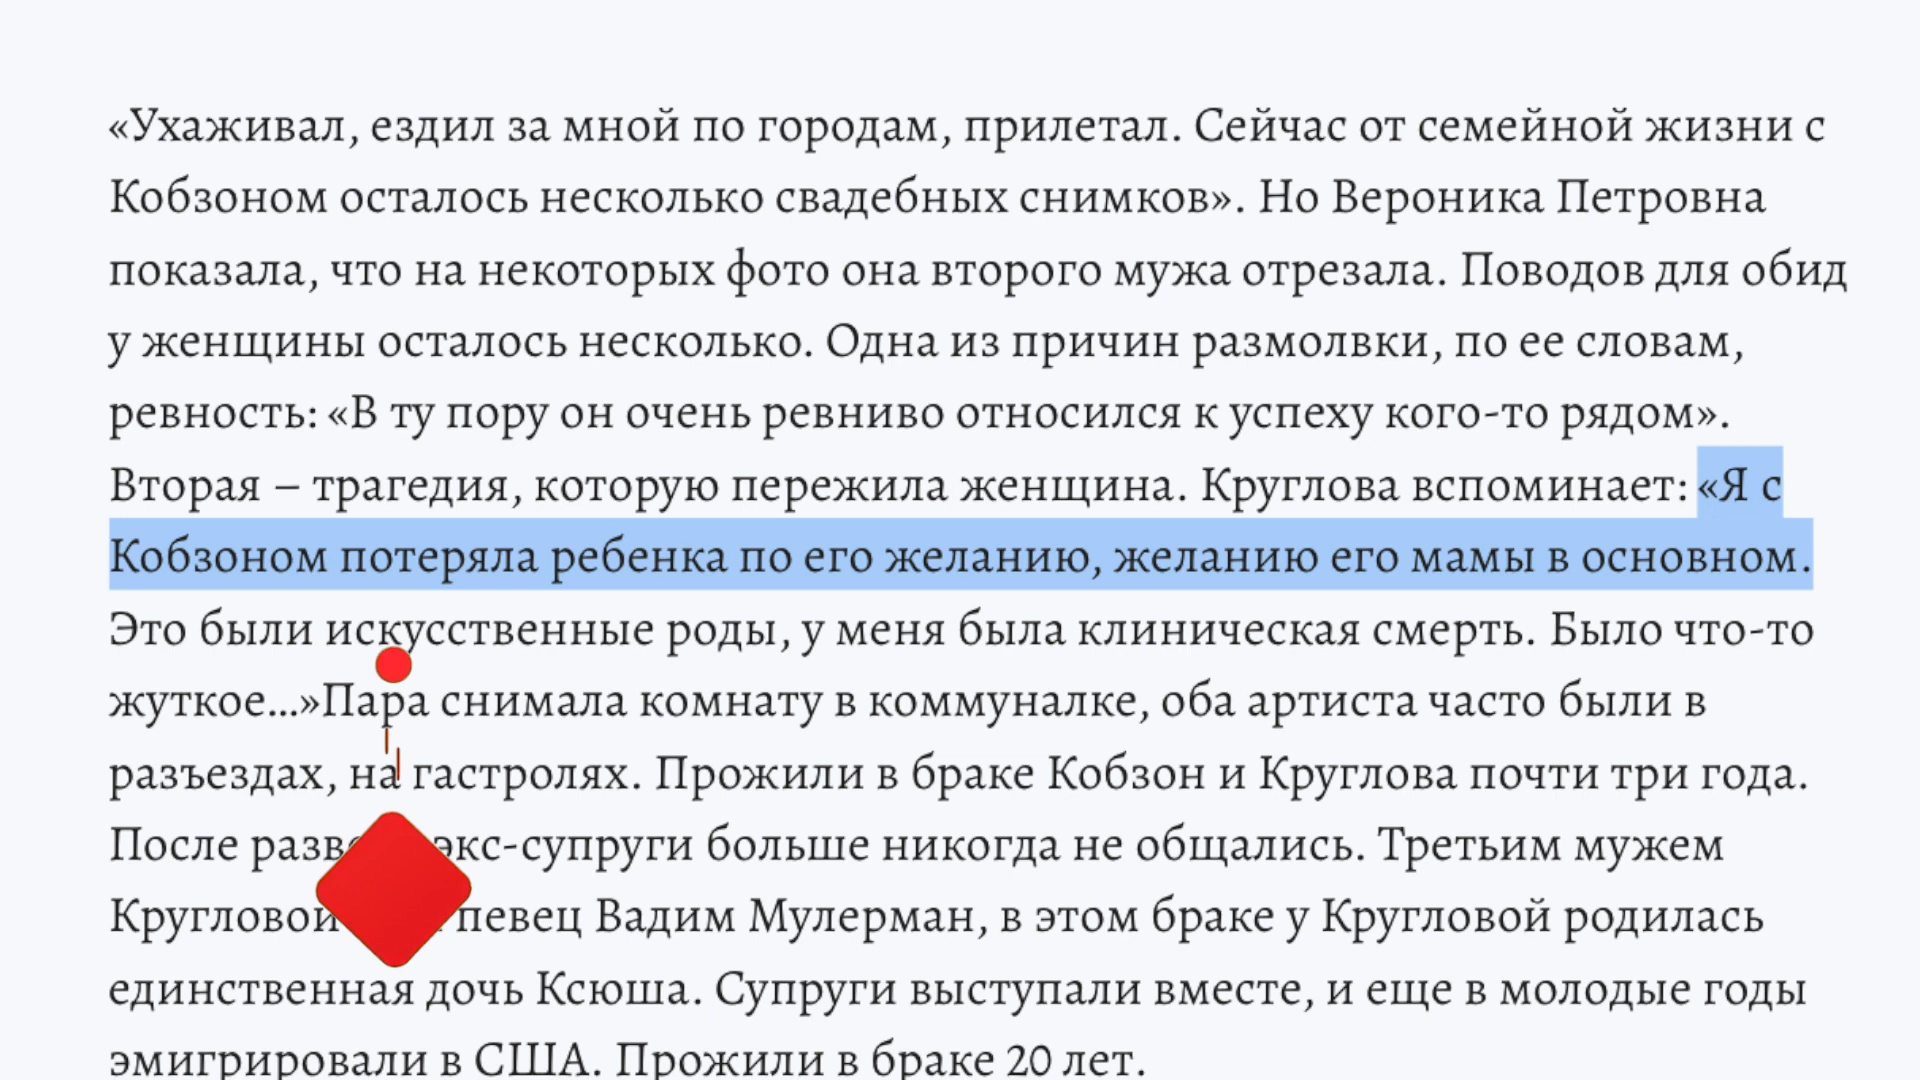 «Ухаживал, ездил за мной по городам, прилетал. Сейчас от семейной жизни с
Кобзоном осталось несколько свадебных снимков». Но Вероника Петровна
показала, что на некоторых фото она второго мужа отрезала. Поводов для обид
у женщины осталось несколько. Одна из причин размолвки, по ее словам,
ревность: «В ту пору он очень ревниво относился к успеху кого-то рядом».
Вторая – трагедия, которую пережила женщина. Круглова вспоминает: «Я с
Кобзоном потеряла ребенка по его желанию, желанию его мамы в основном.
Это были искусственные роды, у меня была клиническая смерть. Было что-то
жуткое...»Пара снимала комнату в коммуналке, оба артиста часто были в
разъездах, на гастролях. Прожили в браке Кобзон и Круглова почти три года.
После экс-супруги больше никогда не общались. Третьим мужем
Кругловой певец Вадим Мулерман, в этом браке у Кругловой родилась
единственная дочь Ксюша. Супруги выступали вместе, и еще в молодые годы
эмигрировали в США. Прожили в браке 20 лет.